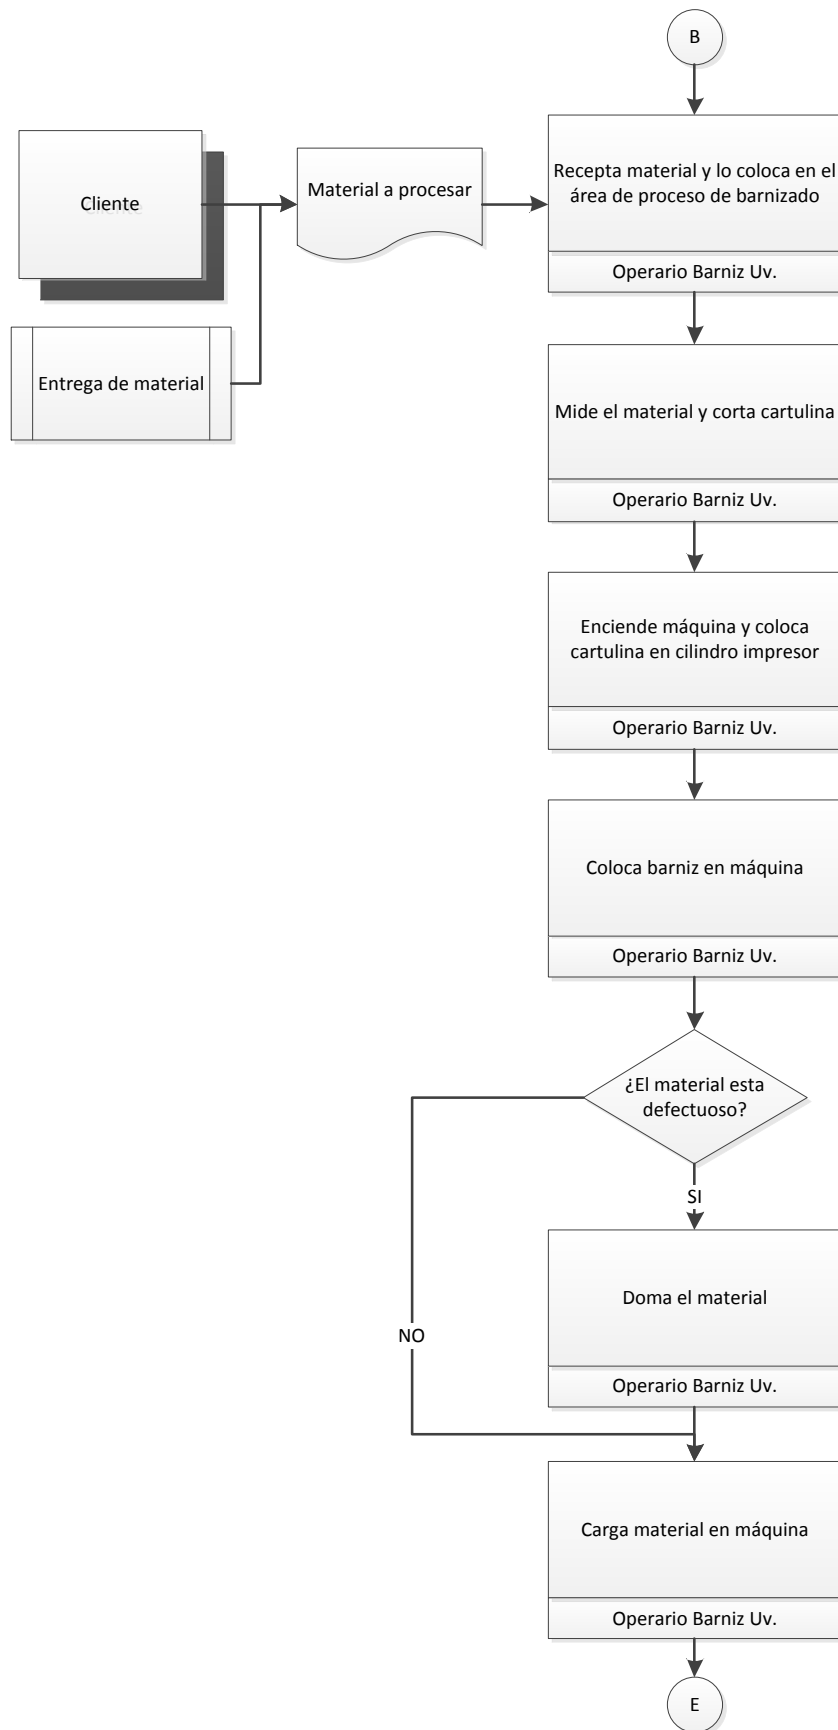 B
Cliente
Material a procesar
Recepta material y lo coloca en el
área de proceso de barnizado
Operario Barniz Uv.
Entrega de material
Mide el material y corta cartulina
Operario Barniz Uv.
Enciende máquina y coloca
cartulina en cilindro impresor
Operario Barniz Uv.
Coloca barniz en máquina
Operario Barniz Uv.
¿El material esta
defectuoso?
SI
Doma el material
NO
Operario Barniz Uv.
Carga material en máquina
Operario Barniz Uv.
E